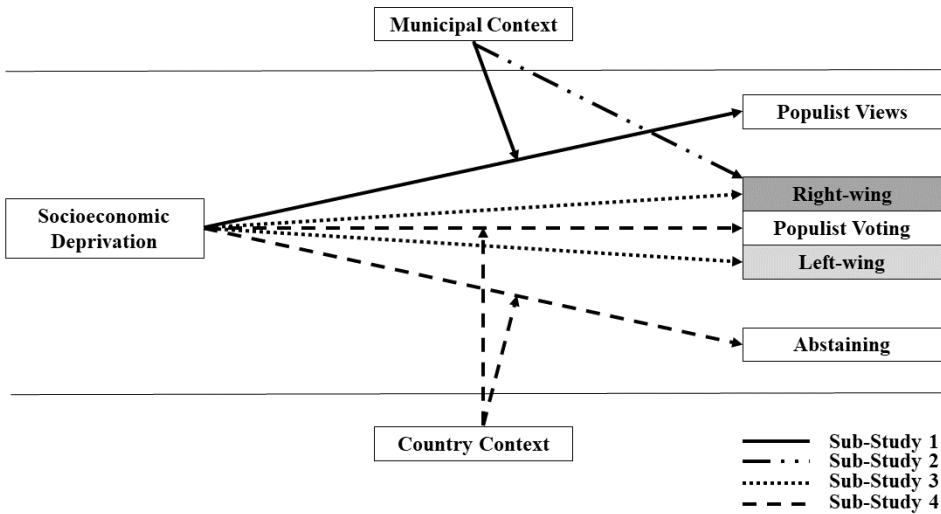 Municipal Context
Populist Views
Right-wing
Socioeconomic
Deprivation
Populist Voting
Left-wing
Abstaining
Country Context
Sub-Study 1
Sub-Study 2
Sub-Study 3
Sub-Study 4